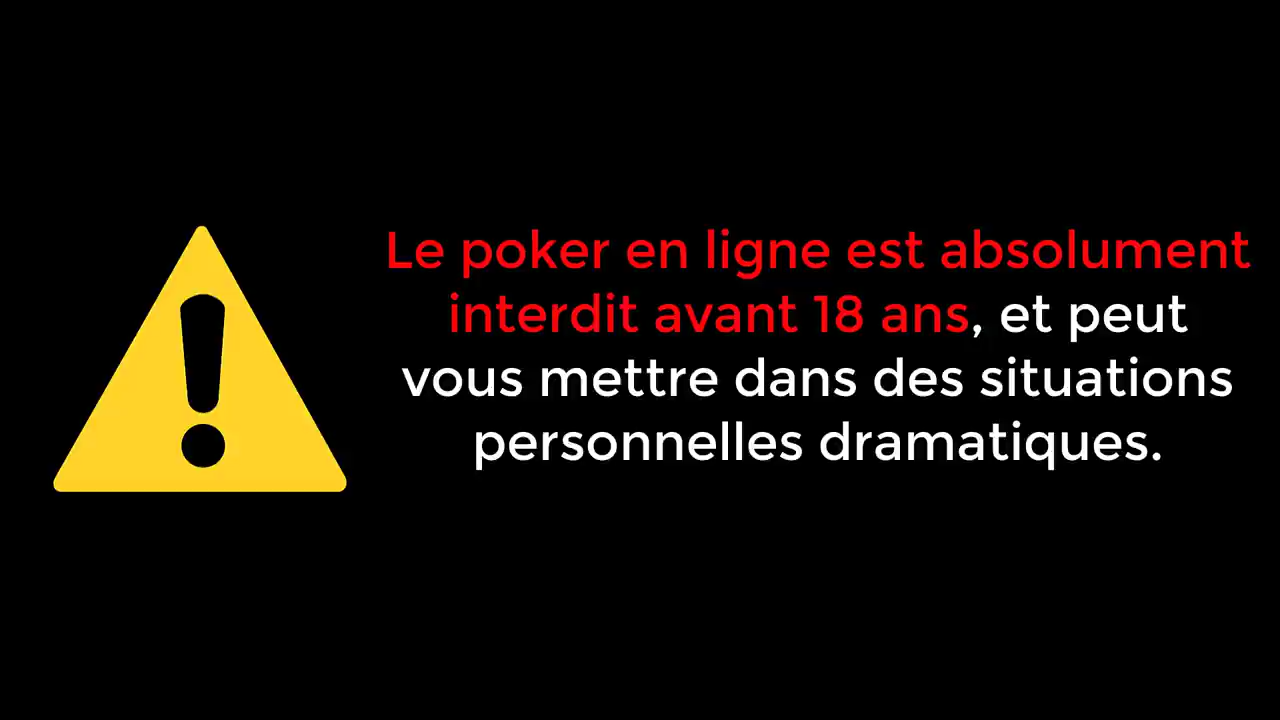 Le poker en ligne est absolument
interdit avant 18 ans, et peut
vous mettre dans des situations
personnelles dramatiques.